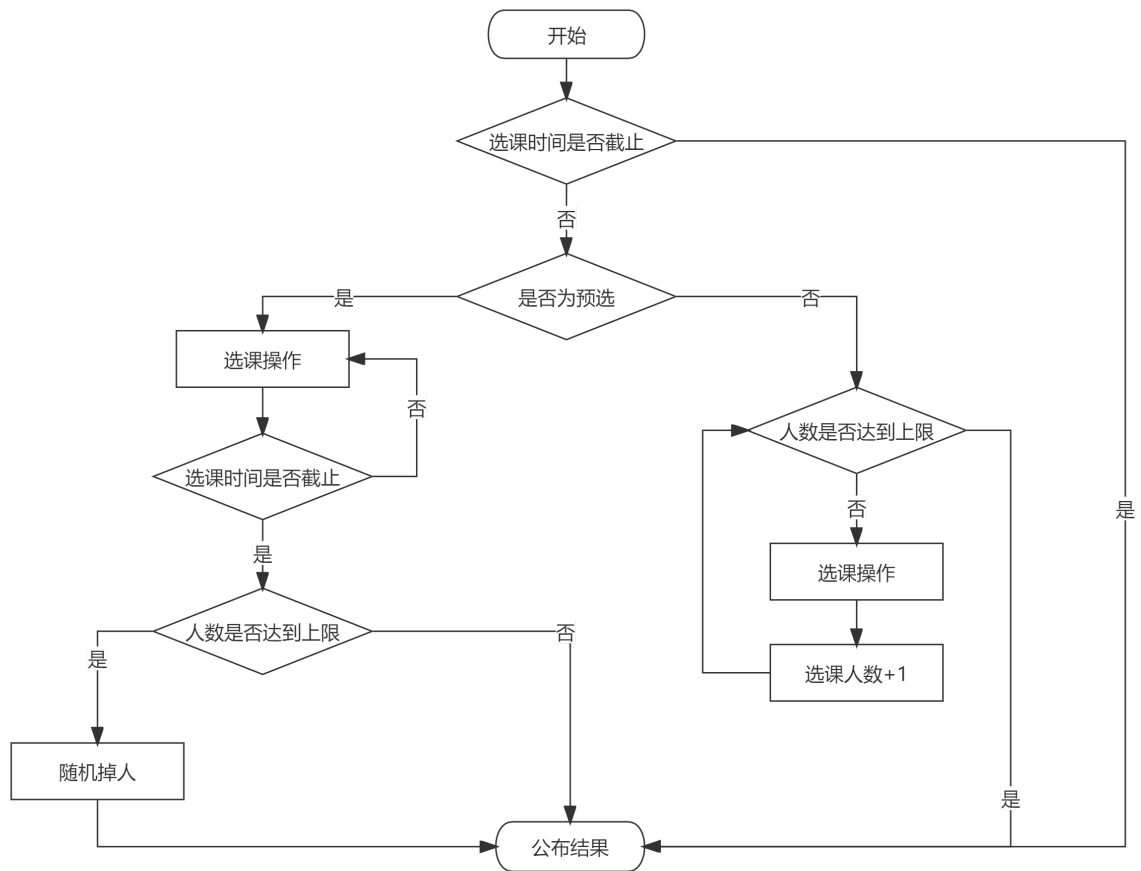 开始
选课时间是否截止
否
是否为预选
是
否
选课操作
否
人数是否达到上限
选课时间是否截止
否
是
是
选课操作
人数是否达到上限
否
是
选课人数+1
随机掉人
是
公布结果